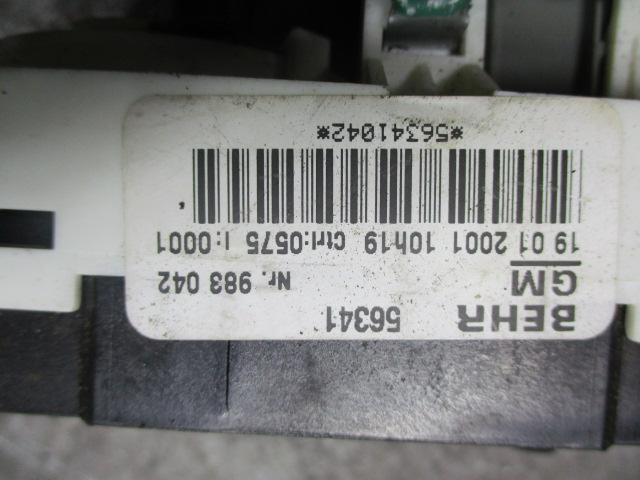 BEHR 56341
GM Nr. 983 042
19 01 2001 10h19 Ctrl:0575 I:0001
*56341042*